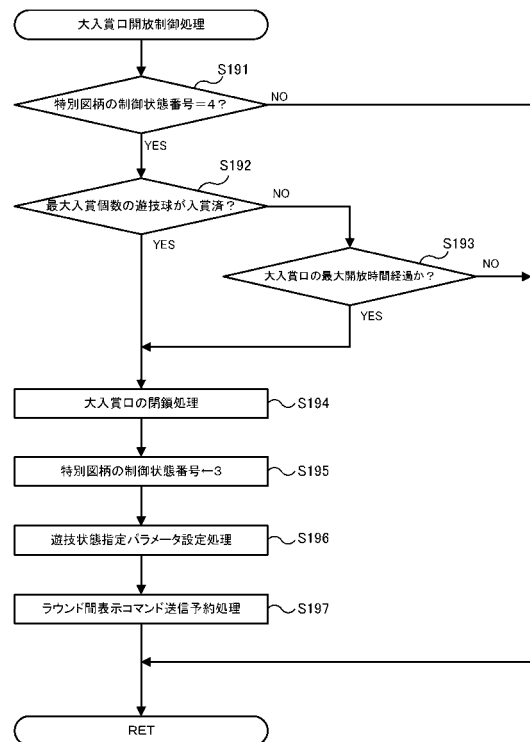 大入賞口開放制御処理
S191
特別図柄の制御状態番号=4?
NO
YES
S192
最大入賞個数の遊技球が入賞済?
NO
YES
S193
大入賞口の最大開放時間経過か?
NO
YES
大入賞口の閉鎖処理
S194
特別図柄の制御状態番号←3
S195
遊技状態指定パラメータ設定処理
S196
ラウンド間表示コマンド送信予約処理
S197
RET